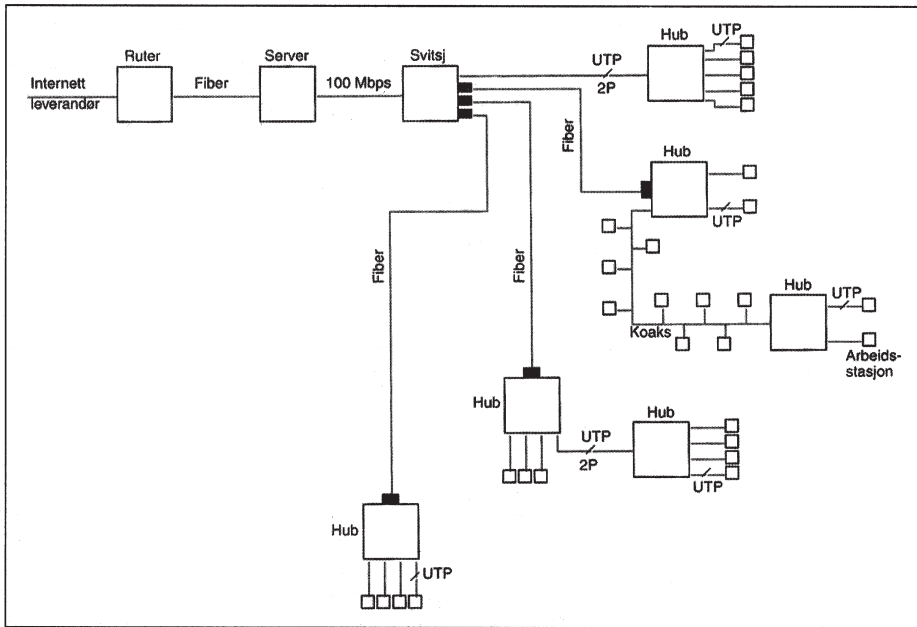 Internett
leverandør
Ruter
Fiber
Server
100 Mbps
Svitsj
UTP
2P
Hub
UTP
Fiber
Hub
UTP
Koaks
Hub
UTP
Arbeids-
stasjon
Fiber
Fiber
Hub
UTP
2P
Hub
UTP
Hub
UTP